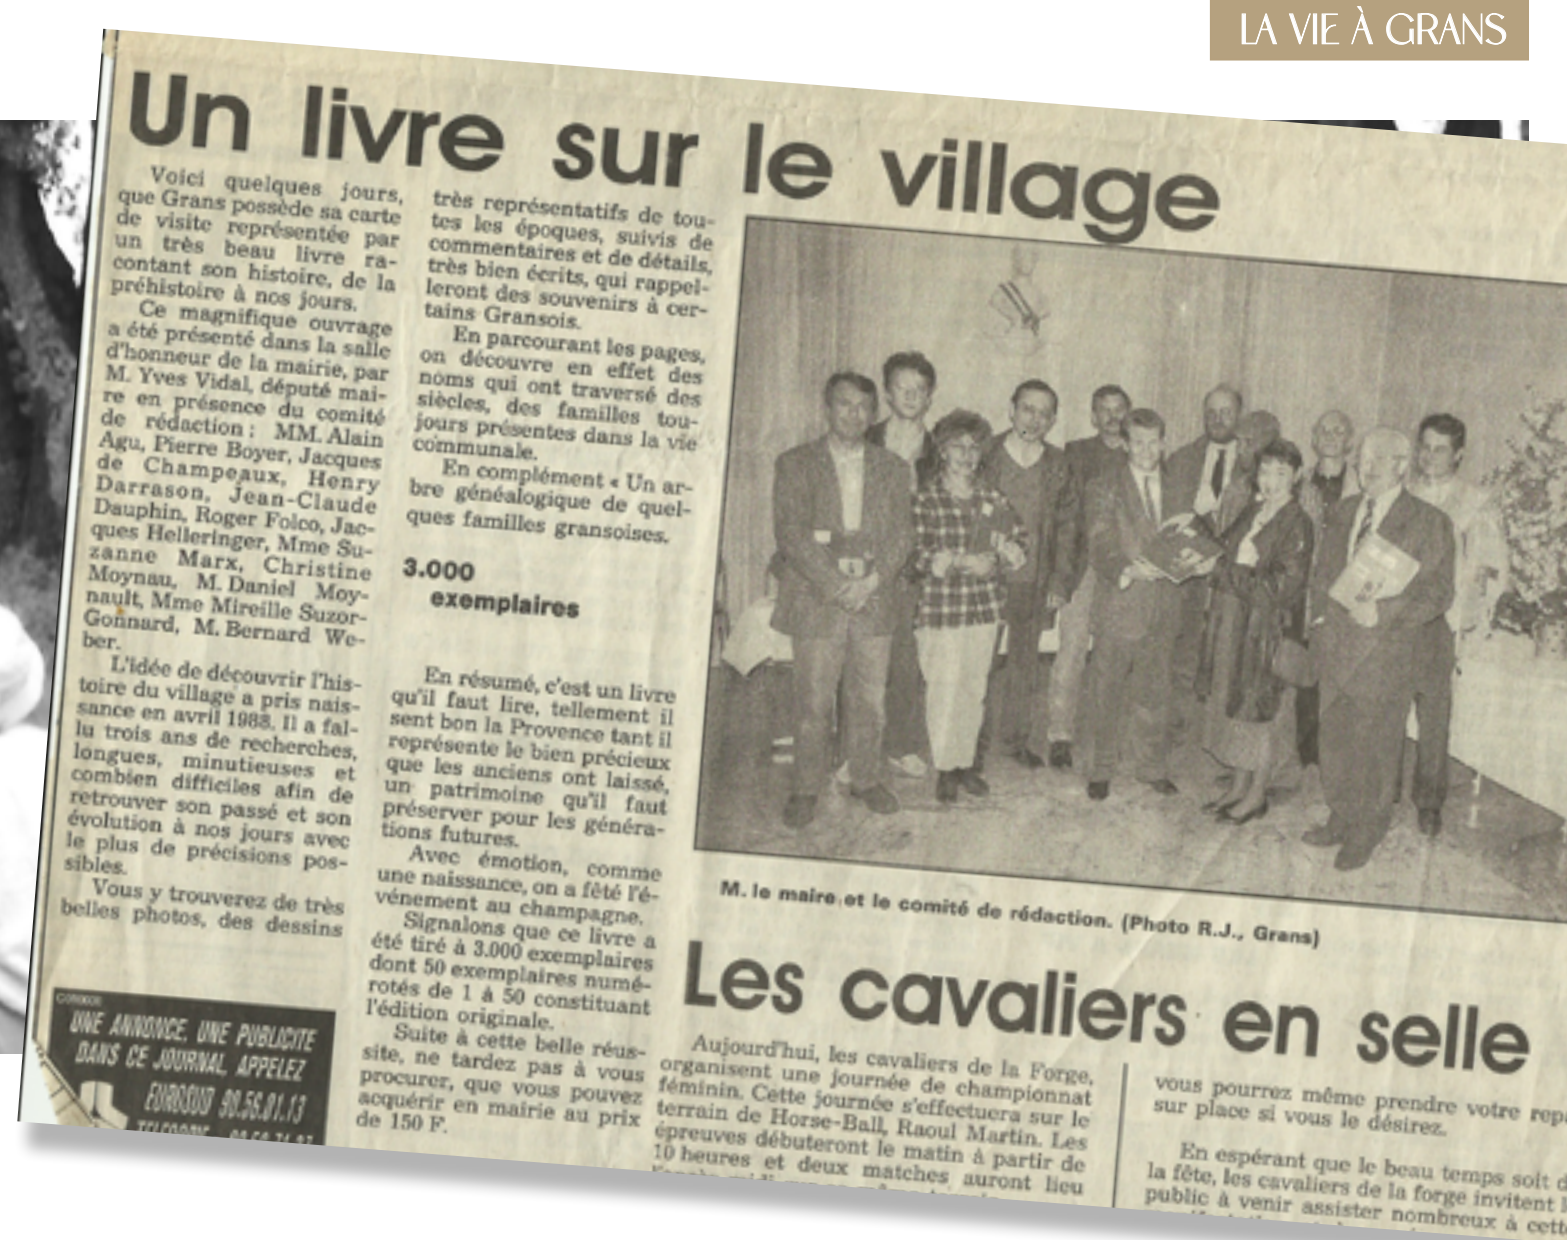 LA VIE À GRANS
Un livre sur le village
Voici quelques jours,
que Grans possède sa carte
de visite représentée par
un très beau livre ra-
contant son histoire, de la
préhistoire à nos jours.
Ce magnifique ouvrage
a été présenté dans la salle
d'honneur de la mairie, par
M. Yves Vidal, député mai-
re en présence du comité
de rédaction : MM. Alain
Agu, Pierre Boyer, Jacques
de Champeaux, Henry
Darrason, Jean-Claude
Dauphin, Roger Folco, Jac-
ques Helleringer, Mme Su-
zanne Marx, Christine
Moynau, M. Daniel Moy-
nault, Mme Mireille Suzor-
Gonnard, M. Bernard We-
ber.
L'idée de découvrir l'his-
toire du village a pris nais-
sance en avril 1988. Il a fal-
lu trois ans de recherches,
longues, minutieuses et
combien difficiles afin de
retrouver son passé et son
évolution à nos jours avec
le plus de précisions pos-
sibles.
Vous y trouverez de très
belles photos, des dessins
très représentatifs de tou-
tes les époques, suivis de
commentaires et de détails,
très bien écrits, qui rappel-
leront des souvenirs à cer-
tains Gransois.
En parcourant les pages,
on découvre en effet des
noms qui ont traversé des
siècles, des familles tou-
jours présentes dans la vie
communale.
En complément « Un ar-
bre généalogique de quel-
ques familles gransoises.
3.000
exemplaires
En résumé, c'est un livre
qu'il faut lire, tellement il
sent bon la Provence tant il
représente le bien précieux
que les anciens ont laissé,
un patrimoine qu'il faut
préserver pour les généra-
tions futures.
Avec émotion, comme
une naissance, on a fêté l'é-
vénement au champagne.
Signalons que ce livre a
été tiré à 3.000 exemplaires
dont 50 exemplaires numé-
rotés de 1 à 50 constituant
l'édition originale.
Suite à cette belle réus-
site, ne tardez pas à vous
procurer, que vous pouvez
acquérir en mairie au prix
de 150 F.
UNE ANNONCE, UNE PUBLICITE
DANS CE JOURNAL, APPELEZ
EUROSUD 90.56.01.13
M. le maire et le comité de rédaction. (Photo R.J., Grans)
Les cavaliers en selle
Aujourd'hui, les cavaliers de la Forge,
organisent une journée de championnat
féminin. Cette journée s'effectuera sur le
terrain de Horse-Ball, Raoul Martin. Les
épreuves débuteront le matin à partir de
10 heures et deux matches auront lieu
vous pourrez même prendre votre rep
sur place si vous le désirez.
En espérant que le beau temps soit d
la fête, les cavaliers de la forge invitent l
public à venir assister nombreux à cett